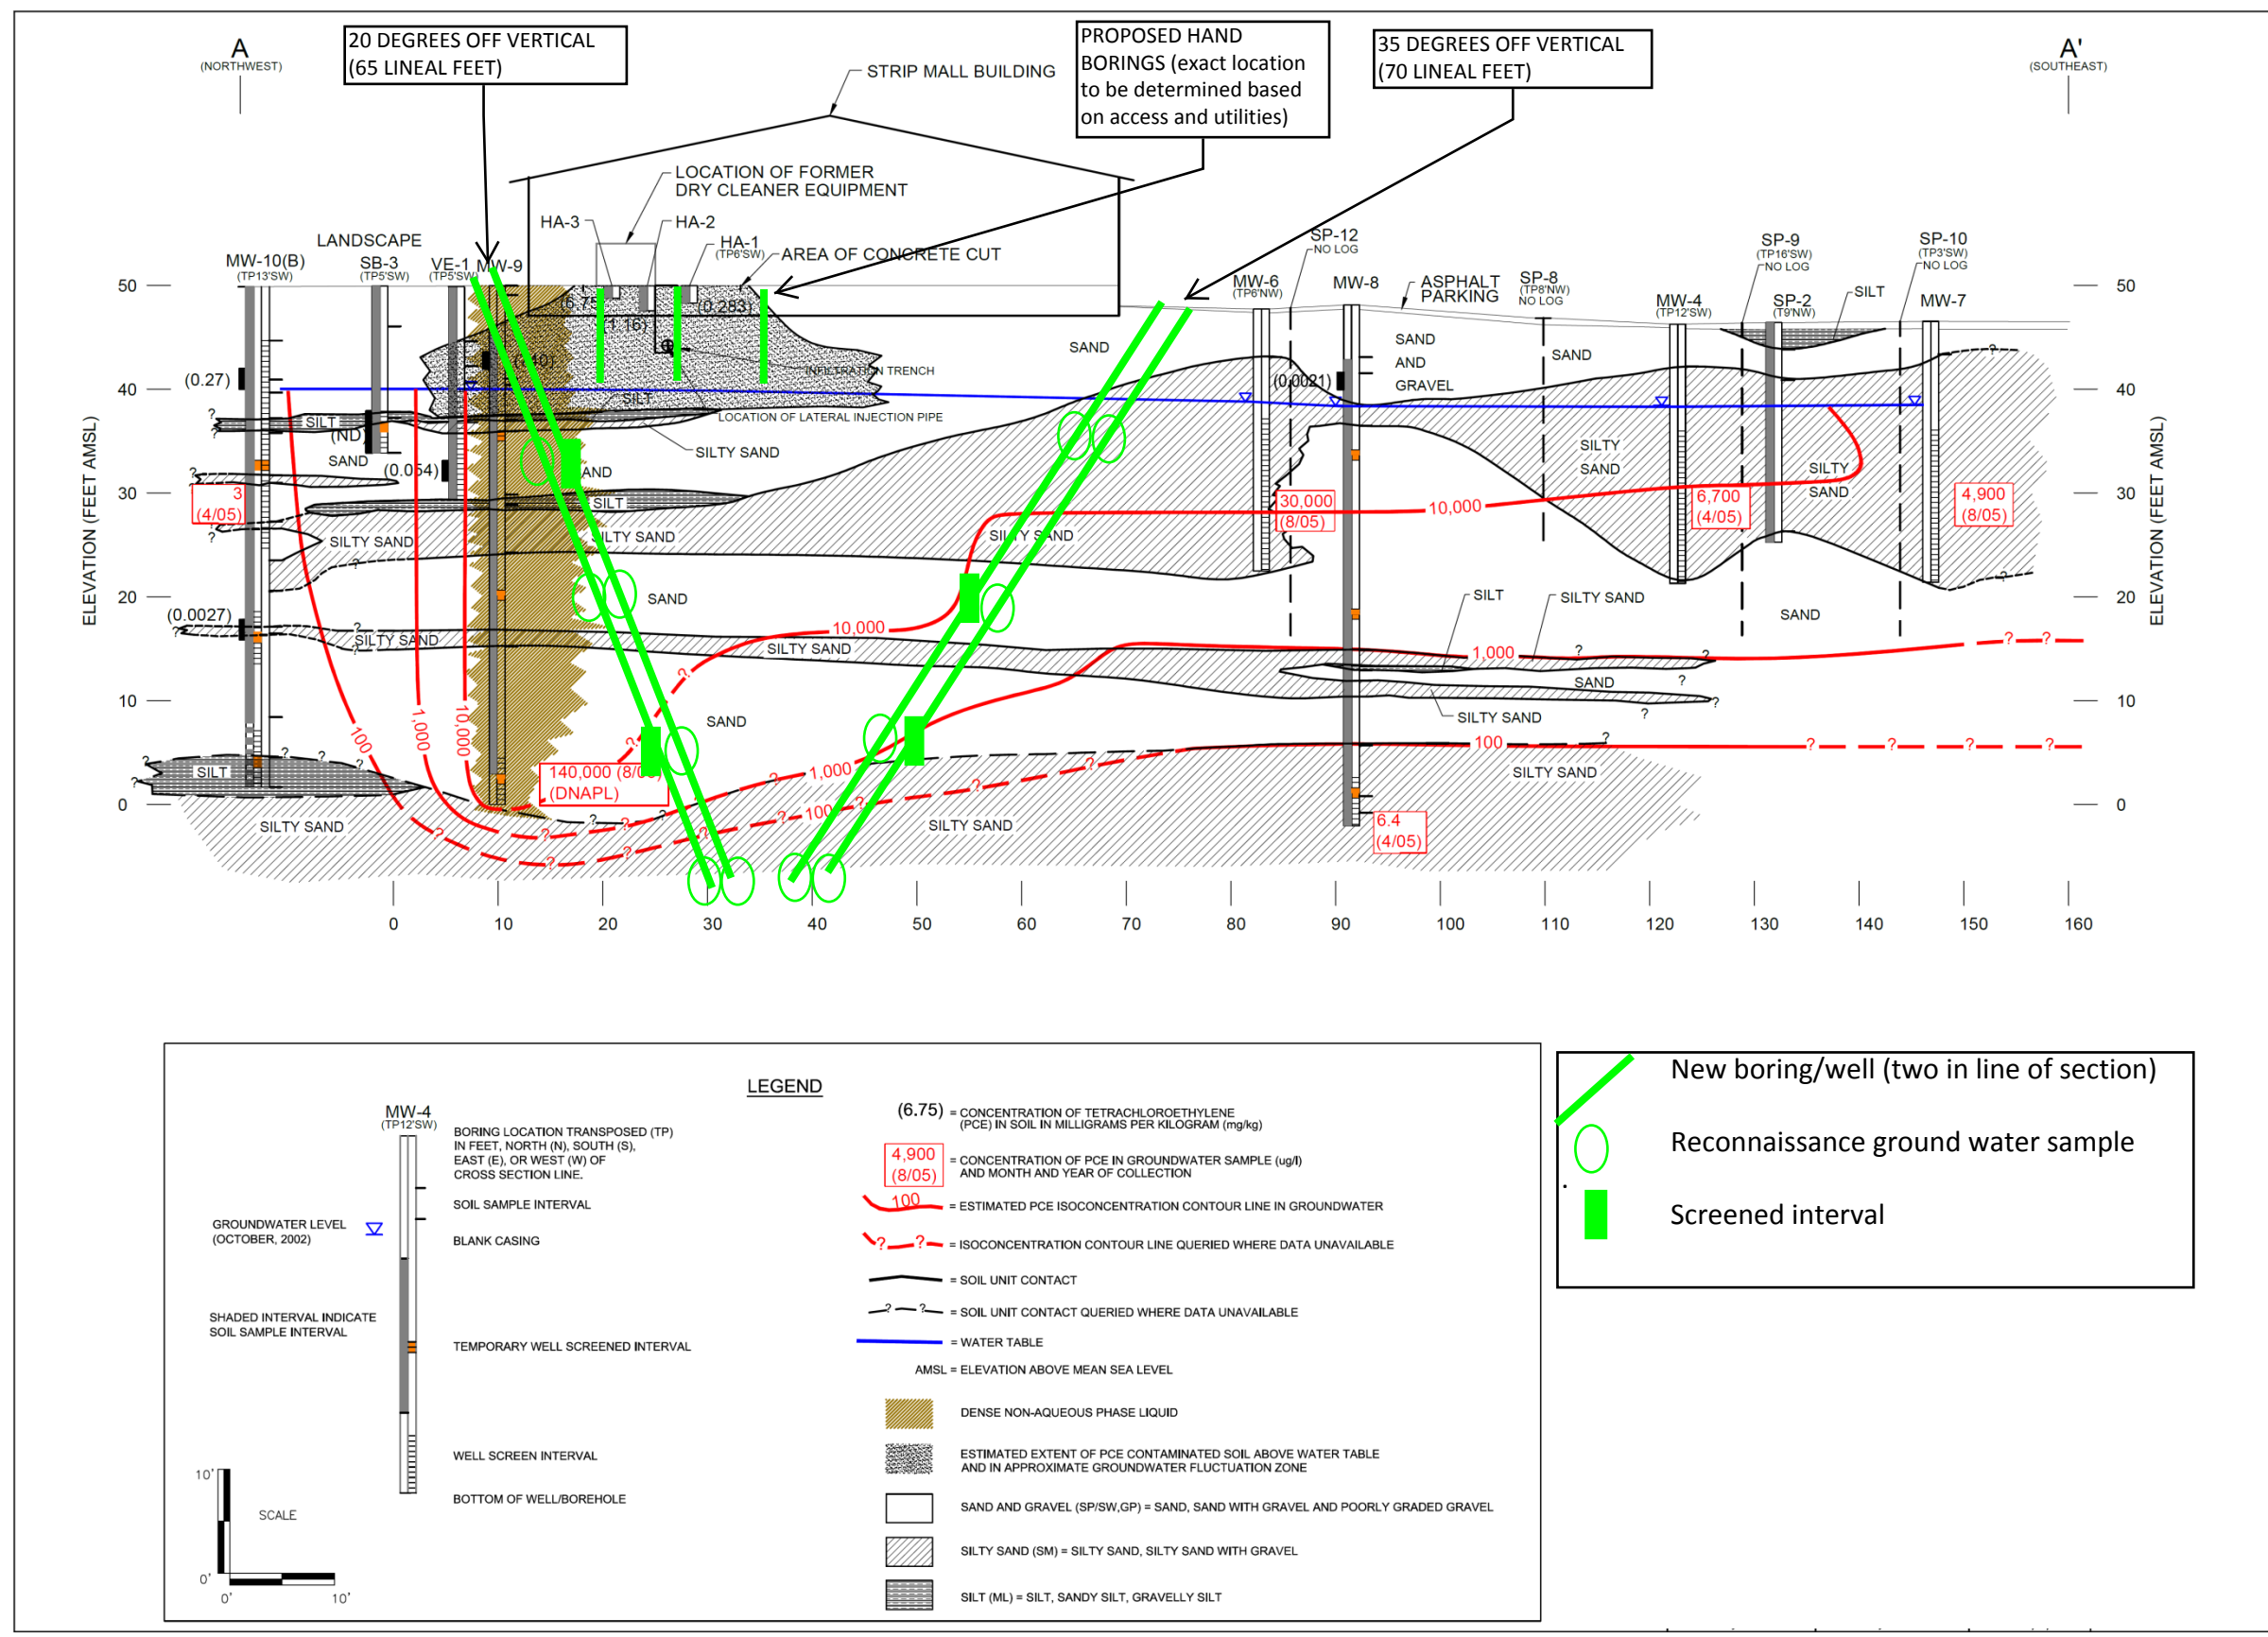 20 DEGREES OFF VERTICAL
(65 LINEAL FEET)
PROPOSED HAND
BORINGS (exact location
to be determined based
on access and utilities)
35 DEGREES OFF VERTICAL
(70 LINEAL FEET)
A
(NORTHWEST)
A'
(SOUTHEAST)
STRIP MALL BUILDING
LOCATION OF FORMER
DRY CLEANER EQUIPMENT
HA-3
HA-2
HA-1
(TP6'SW)
AREA OF CONCRETE CUT
LANDSCAPE
MW-10(B)
(TP13'SW)
SB-3
(TP5'SW)
VE-1
(TP5'SW)
MW-9
SP-12
NO LOG
MW-6
(TP6'NW)
MW-8
ASPHALT
PARKING
SP-8
(TP8'NW)
NO LOG
MW-4
(TP12'SW)
SP-9
(TP16'SW)
NO LOG
SP-2
(T9'NW)
SILT
SP-10
(TP3'SW)
NO LOG
MW-7
ELEVATION (FEET AMSL)
50
40
30
20
10
0
(6.75
(1.16)
(0.283)
INFILTRATION TRENCH
LOCATION OF LATERAL INJECTION PIPE
SILT
SILTY SAND
(0.27)
SILT
(ND)
SAND
(0.054)
3
(4/05)
SILTY SAND
SILT
SILTY SAND
SAND
(0.0027)
SILTY SAND
10,000
SILTY SAND
SAND
SILT
SILTY SAND
100
1,000
10,000
140,000 (8/0
(DNAPL)
1,000
100
SAND
SILTY SAND
SILTY SAND
30,000
(8/05)
(0.0021)
SAND
AND
GRAVEL
SAND
SILTY
SAND
10,000
6,700
(4/05)
SILTY
SAND
4,900
(8/05)
SILT
SILTY SAND
SAND
1,000
SAND
SILTY SAND
100
SILTY SAND
6.4
(4/05)
50
40
30
20
10
0
ELEVATION (FEET AMSL)
0 10 20 30 40 50 60 70 80 90 100 110 120 130 140 150 160
LEGEND
MW-4
(TP12'SW)
BORING LOCATION TRANSPOSED (TP)
IN FEET, NORTH (N), SOUTH (S),
EAST (E), OR WEST (W) OF
CROSS SECTION LINE.
SOIL SAMPLE INTERVAL
GROUNDWATER LEVEL
(OCTOBER, 2002)
BLANK CASING
SHADED INTERVAL INDICATE
SOIL SAMPLE INTERVAL
TEMPORARY WELL SCREENED INTERVAL
WELL SCREEN INTERVAL
BOTTOM OF WELL/BOREHOLE
10'
SCALE
0'
0'
10'
(6.75) = CONCENTRATION OF TETRACHLOROETHYLENE
(PCE) IN SOIL IN MILLIGRAMS PER KILOGRAM (mg/kg)
4,900
(8/05)
= CONCENTRATION OF PCE IN GROUNDWATER SAMPLE (ug/l)
AND MONTH AND YEAR OF COLLECTION
100 = ESTIMATED PCE ISOCONCENTRATION CONTOUR LINE IN GROUNDWATER
? ? = ISOCONCENTRATION CONTOUR LINE QUERIED WHERE DATA UNAVAILABLE
= SOIL UNIT CONTACT
? ? = SOIL UNIT CONTACT QUERIED WHERE DATA UNAVAILABLE
= WATER TABLE
AMSL = ELEVATION ABOVE MEAN SEA LEVEL
DENSE NON-AQUEOUS PHASE LIQUID
ESTIMATED EXTENT OF PCE CONTAMINATED SOIL ABOVE WATER TABLE
AND IN APPROXIMATE GROUNDWATER FLUCTUATION ZONE
SAND AND GRAVEL (SP/SW,GP) = SAND, SAND WITH GRAVEL AND POORLY GRADED GRAVEL
SILTY SAND (SM) = SILTY SAND, SILTY SAND WITH GRAVEL
SILT (ML) = SILT, SANDY SILT, GRAVELLY SILT
New boring/well (two in line of section)
Reconnaissance ground water sample
Screened interval